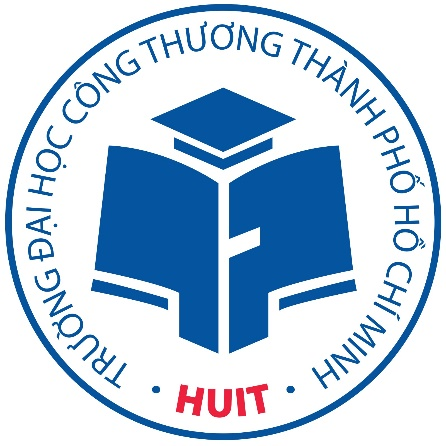 TRƯỜNG ĐẠI HỌC CÔNG THƯƠNG THÀNH PHỐ HỒ CHÍ MINH
• HUIT •